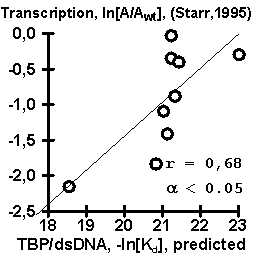 Transcription, ln[A/Awt], (Starr,1995)
0,0
-0,5
-1,0
-1,5
-2,0
-2,5
r = 0,68
α < 0.05
18 19 20 21 22 23
TBP/dsDNA, -ln[Kd], predicted